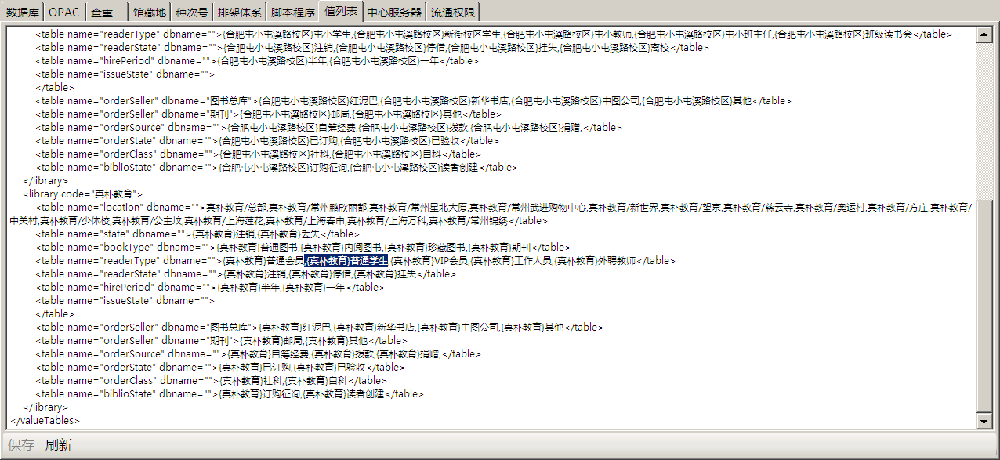 数据库 OPAC 查重 馆藏地 种次号 排架体系 脚本程序 值列表 中心服务器 流通权限
<table name="readerType" dbname="">{合肥屯小屯溪路校区}屯小学生,{合肥屯小屯溪路校区}新街校区学生,{合肥屯小屯溪路校区}屯小教师,{合肥屯小屯溪路校区}屯小班主任,{合肥屯小屯溪路校区}班级读书会</table>
<table name="readerState" dbname="">{合肥屯小屯溪路校区}注销,{合肥屯小屯溪路校区}停借,{合肥屯小屯溪路校区}挂失,{合肥屯小屯溪路校区}离校</table>
<table name="hirePeriod" dbname="">{合肥屯小屯溪路校区}半年,{合肥屯小屯溪路校区}一年</table>
<table name="issueState" dbname="">
</table>
<table name="orderSeller" dbname="图书总库">{合肥屯小屯溪路校区}红泥巴,{合肥屯小屯溪路校区}新华书店,{合肥屯小屯溪路校区}中图公司,{合肥屯小屯溪路校区}其他</table>
<table name="orderSeller" dbname="期刊">{合肥屯小屯溪路校区}邮局,{合肥屯小屯溪路校区}其他</table>
<table name="orderSource" dbname="">{合肥屯小屯溪路校区}自筹经费,{合肥屯小屯溪路校区}拨款,{合肥屯小屯溪路校区}捐赠,</table>
<table name="orderState" dbname="">{合肥屯小屯溪路校区}已订购,{合肥屯小屯溪路校区}已验收</table>
<table name="orderClass" dbname="">{合肥屯小屯溪路校区}社科,{合肥屯小屯溪路校区}自科</table>
<table name="biblioState" dbname="">{合肥屯小屯溪路校区}订购征询,{合肥屯小屯溪路校区}读者创建</table>
</library>
<library code="真朴教育">
<table name="location" dbname="">真朴教育/总部,真朴教育/常州鹏欣丽都,真朴教育/常州星北大厦,真朴教育/常州武进购物中心,真朴教育/新世界,真朴教育/望京,真朴教育/慈云寺,真朴教育/奥运村,真朴教育/方庄,真朴教育/
中关村,真朴教育/少体校,真朴教育/公主坟,真朴教育/上海莲花,真朴教育/上海春申,真朴教育/上海万科,真朴教育/常州锦绣</table>
<table name="state" dbname="">{真朴教育}注销,{真朴教育}丢失</table>
<table name="bookType" dbname="">{真朴教育}普通图书,{真朴教育}内阅图书,{真朴教育}珍藏图书,{真朴教育}期刊</table>
<table name="readerType" dbname="">{真朴教育}普通会员,{真朴教育}普通学生,{真朴教育}VIP会员,{真朴教育}工作人员,{真朴教育}外聘教师</table>
<table name="readerState" dbname="">{真朴教育}注销,{真朴教育}停借,{真朴教育}挂失</table>
<table name="hirePeriod" dbname="">{真朴教育}半年,{真朴教育}一年</table>
<table name="issueState" dbname="">
</table>
<table name="orderSeller" dbname="图书总库">{真朴教育}红泥巴,{真朴教育}新华书店,{真朴教育}中图公司,{真朴教育}其他</table>
<table name="orderSeller" dbname="期刊">{真朴教育}邮局,{真朴教育}其他</table>
<table name="orderSource" dbname="">{真朴教育}自筹经费,{真朴教育}拨款,{真朴教育}捐赠,</table>
<table name="orderState" dbname="">{真朴教育}已订购,{真朴教育}已验收</table>
<table name="orderClass" dbname="">{真朴教育}社科,{真朴教育}自科</table>
<table name="biblioState" dbname="">{真朴教育}订购征询,{真朴教育}读者创建</table>
</library>
</valueTables>
保存 刷新